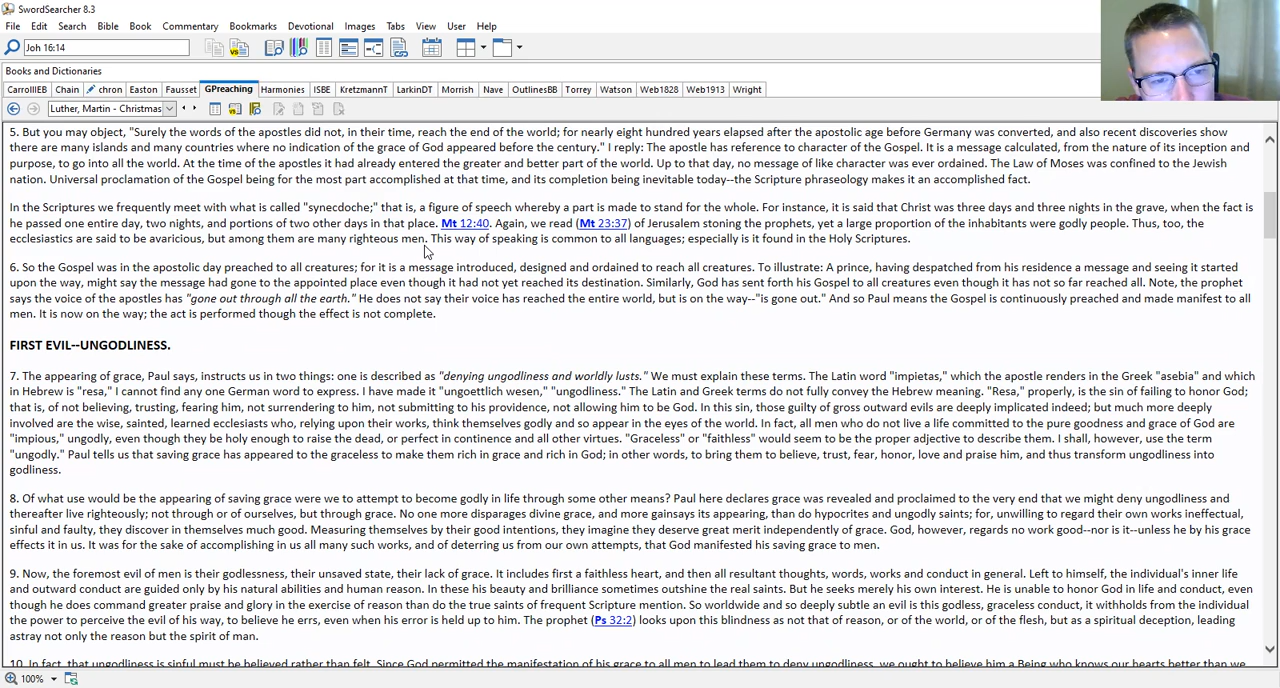 SwordSearcher 8.3
File Edit Search Bible Book Commentary Bookmarks Devotional Images Tabs View User Help
Joh 16:14
Books and Dictionaries
CarrollIEB Chain chron Easton Fausset GPreaching Harmonies ISBE KretzmannT LarkinDT Morrish Nave OutlinesBB Torrey Watson Web1828 Web1913 Wright
Luther, Martin - Christmas
5. But you may object, "Surely the words of the apostles did not, in their time, reach the end of the world; for nearly eight hundred years elapsed after the apostolic age before Germany was converted, and also recent discoveries show
there are many islands and many countries where no indication of the grace of God appeared before the century." I reply: The apostle has reference to character of the Gospel. It is a message calculated, from the nature of its inception and
purpose, to go into all the world. At the time of the apostles it had already entered the greater and better part of the world. Up to that day, no message of like character was ever ordained. The Law of Moses was confined to the Jewish
nation. Universal proclamation of the Gospel being for the most part accomplished at that time, and its completion being inevitable today--the Scripture phraseology makes it an accomplished fact.
In the Scriptures we frequently meet with what is called "synecdoche;" that is, a figure of speech whereby a part is made to stand for the whole. For instance, it is said that Christ was three days and three nights in the grave, when the fact is
he passed one entire day, two nights, and portions of two other days in that place. Mt 12:40. Again, we read (Mt 23:37) of Jerusalem stoning the prophets, yet a large proportion of the inhabitants were godly people. Thus, too, the
ecclesiastics are said to be avaricious, but among them are many righteous men. This way of speaking is common to all languages; especially is it found in the Holy Scriptures.
6. So the Gospel was in the apostolic day preached to all creatures; for it is a message introduced, designed and ordained to reach all creatures. To illustrate: A prince, having despatched from his residence a message and seeing it started
upon the way, might say the message had gone to the appointed place even though it had not yet reached its destination. Similarly, God has sent forth his Gospel to all creatures even though it has not so far reached all. Note, the prophet
says the voice of the apostles has "gone out through all the earth." He does not say their voice has reached the entire world, but is on the way--"is gone out." And so Paul means the Gospel is continuously preached and made manifest to all
men. It is now on the way; the act is performed though the effect is not complete.
FIRST EVIL--UNGODLINESS.
7. The appearing of grace, Paul says, instructs us in two things: one is described as "denying ungodliness and worldly lusts." We must explain these terms. The Latin word "impietas," which the apostle renders in the Greek "asebia" and which
in Hebrew is "resa," I cannot find any one German word to express. I have made it "ungoettlich wesen," "ungodliness." The Latin and Greek terms do not fully convey the Hebrew meaning. "Resa," properly, is the sin of failing to honor God;
that is, of not believing, trusting, fearing him, not surrendering to him, not submitting to his providence, not allowing him to be God. In this sin, those guilty of gross outward evils are deeply implicated indeed; but much more deeply
involved are the wise, sainted, learned ecclesiasts who, relying upon their works, think themselves godly and so appear in the eyes of the world. In fact, all men who do not live a life committed to the pure goodness and grace of God are
"impious," ungodly, even though they be holy enough to raise the dead, or perfect in continence and all other virtues. "Graceless" or "faithless" would seem to be the proper adjective to describe them. I shall, however, use the term
"ungodly." Paul tells us that saving grace has appeared to the graceless to make them rich in grace and rich in God; in other words, to bring them to believe, trust, fear, honor, love and praise him, and thus transform ungodliness into
godliness.
8. Of what use would be the appearing of saving grace were we to attempt to become godly in life through some other means? Paul here declares grace was revealed and proclaimed to the very end that we might deny ungodliness and
thereafter live righteously; not through or of ourselves, but through grace. No one more disparages divine grace, and more gainsays its appearing, than do hypocrites and ungodly saints; for, unwilling to regard their own works ineffectual,
sinful and faulty, they discover in themselves much good. Measuring themselves by their good intentions, they imagine they deserve great merit independently of grace. God, however, regards no work good--nor is it--unless he by his grace
effects it in us. It was for the sake of accomplishing in us all many such works, and of deterring us from our own attempts, that God manifested his saving grace to men.
9. Now, the foremost evil of men is their godlessness, their unsaved state, their lack of grace. It includes first a faithless heart, and then all resultant thoughts, words, works and conduct in general. Left to himself, the individual's inner life
and outward conduct are guided only by his natural abilities and human reason. In these his beauty and brilliance sometimes outshine the real saints. But he seeks merely his own interest. He is unable to honor God in life and conduct, even
though he does command greater praise and glory in the exercise of reason than do the true saints of frequent Scripture mention. So worldwide and so deeply subtle an evil is this godless, graceless conduct, it withholds from the individual
the power to perceive the evil of his way, to believe he errs, even when his error is held up to him. The prophet (Ps 32:2) looks upon this blindness as not that of reason, or of the world, or of the flesh, but as a spiritual deception, leading
astray not only the reason but the spirit of man.
10. In fact, that ungodliness is sinful must be believed rather than felt. Since God permitted the manifestation of his grace to all men to lead them to deny ungodliness, we ought to believe him a Being who knows our hearts better than we
100%